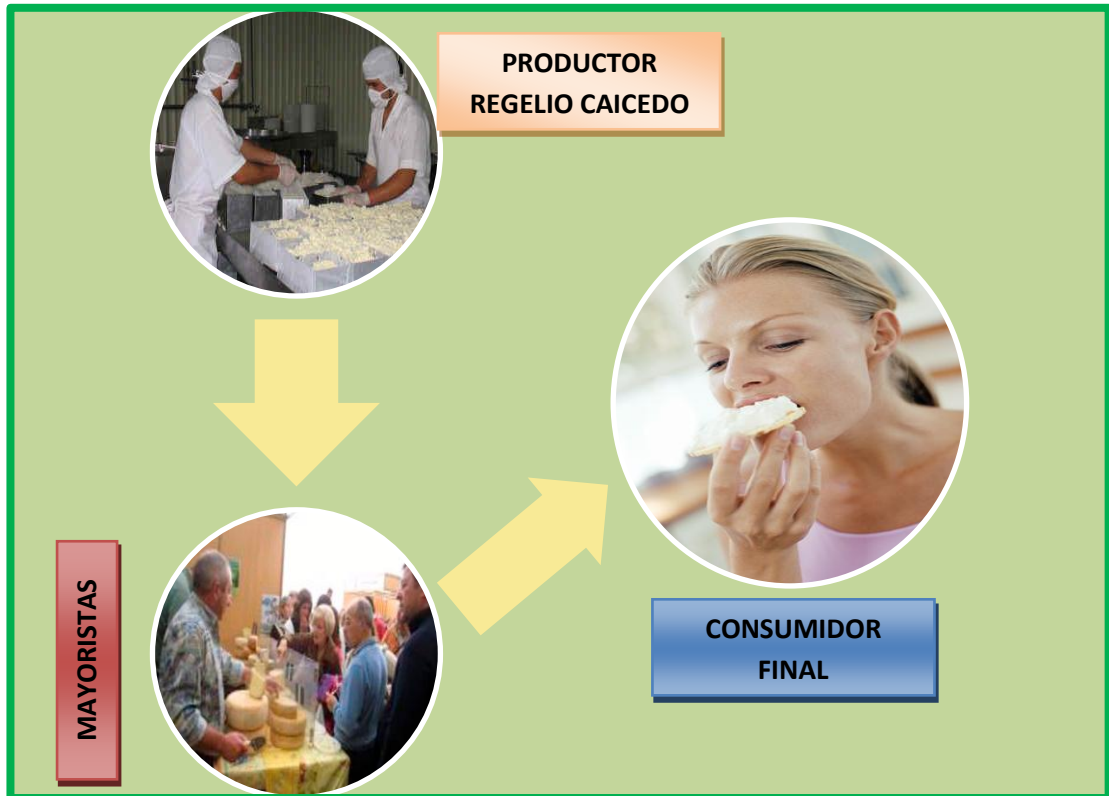 PRODUCTOR
REGELIO CAICEDO
MAYORISTAS
CONSUMIDOR
FINAL